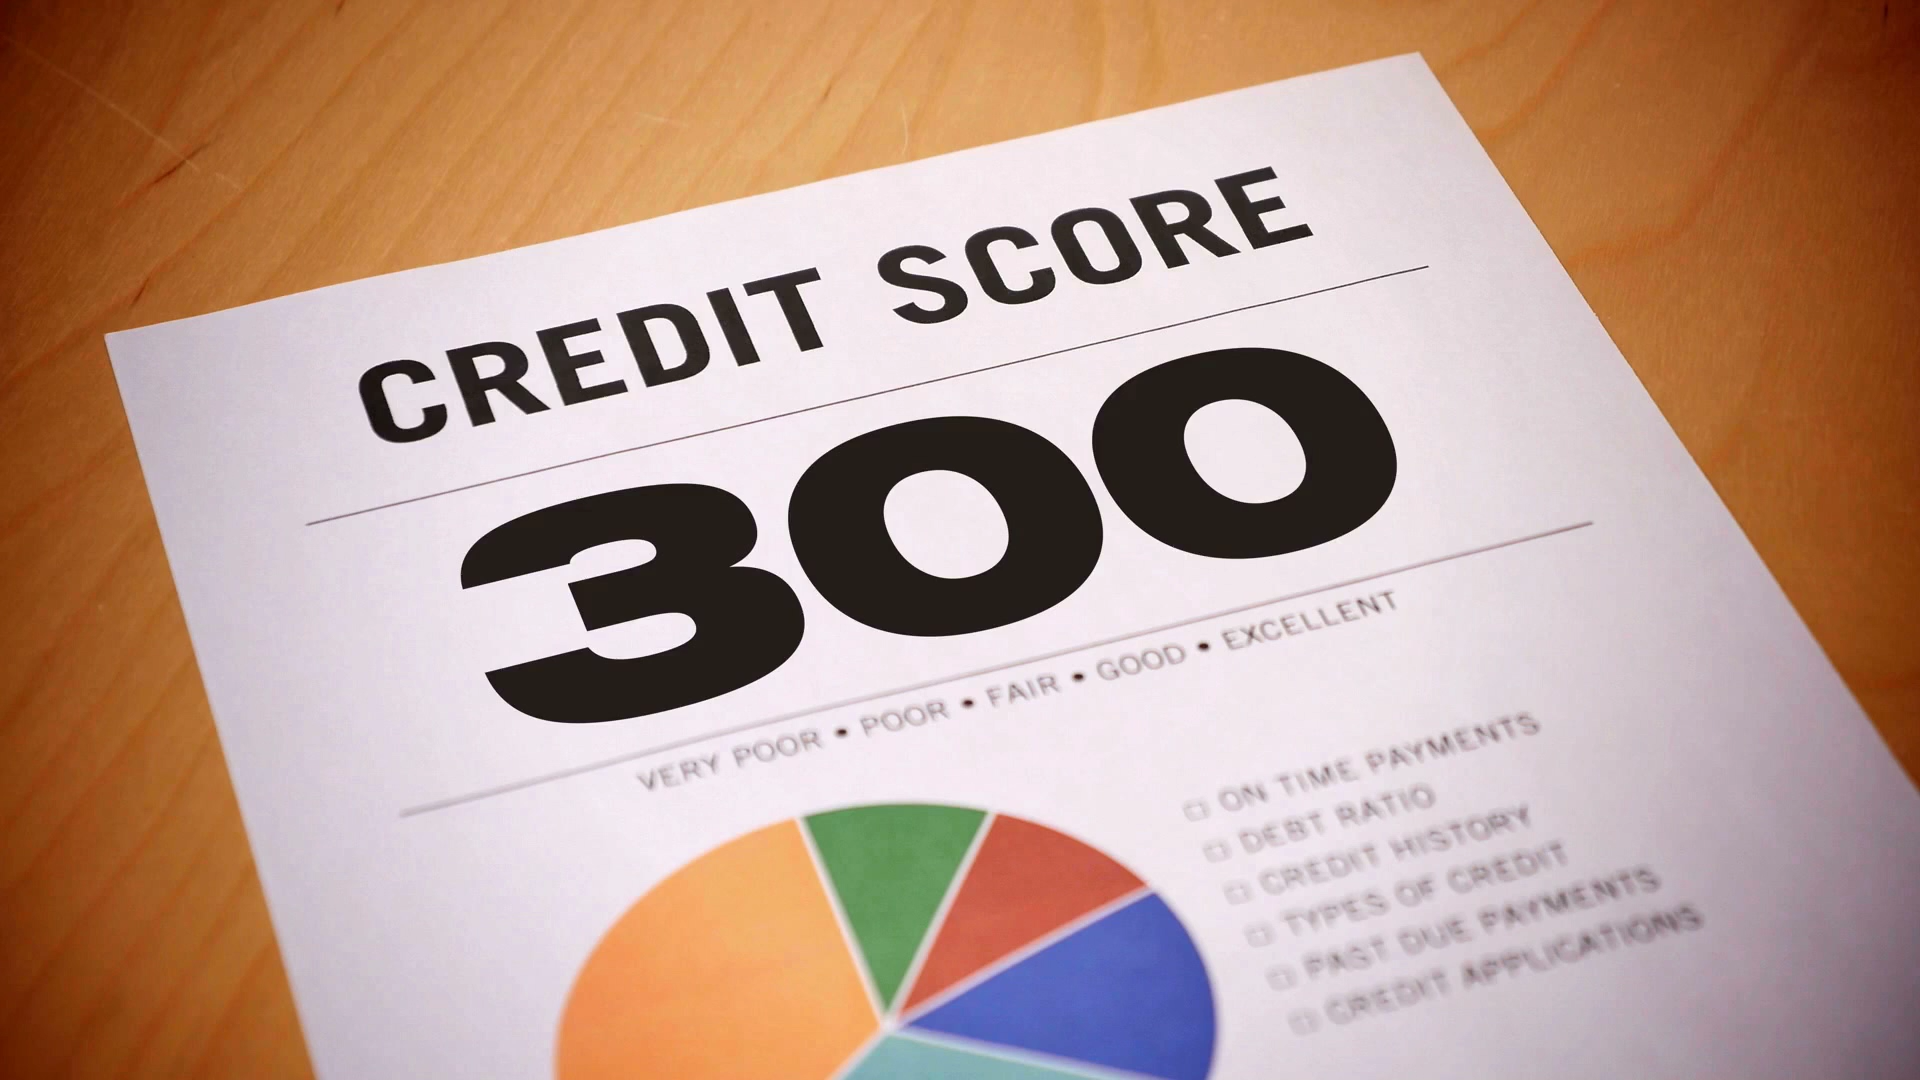 CREDIT SCORE
300
VERY POOR • POOR • FAIR • GOOD • EXCELLENT
ON TIME PAYMENTS
DEBT RATIO
CREDIT HISTORY
TYPES OF CREDIT
PAST DUE PAYMENTS
CREDIT APPLICATIONS